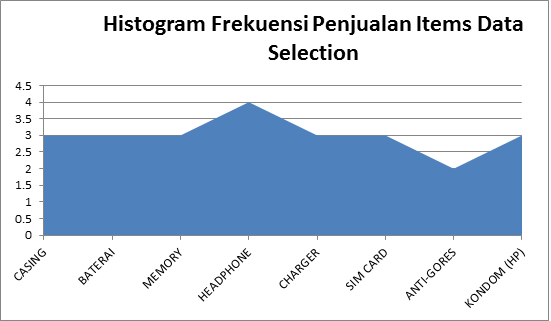 Histogram Frekuensi Penjualan Items Data
Selection
4.5
4
3.5
3
2.5
2
1.5
1
0.5
0
CASING
BATERAI
MEMORY
HEADPHONE
CHARGER
SIM CARD
ANTI-GORES
KONDOM (HP)